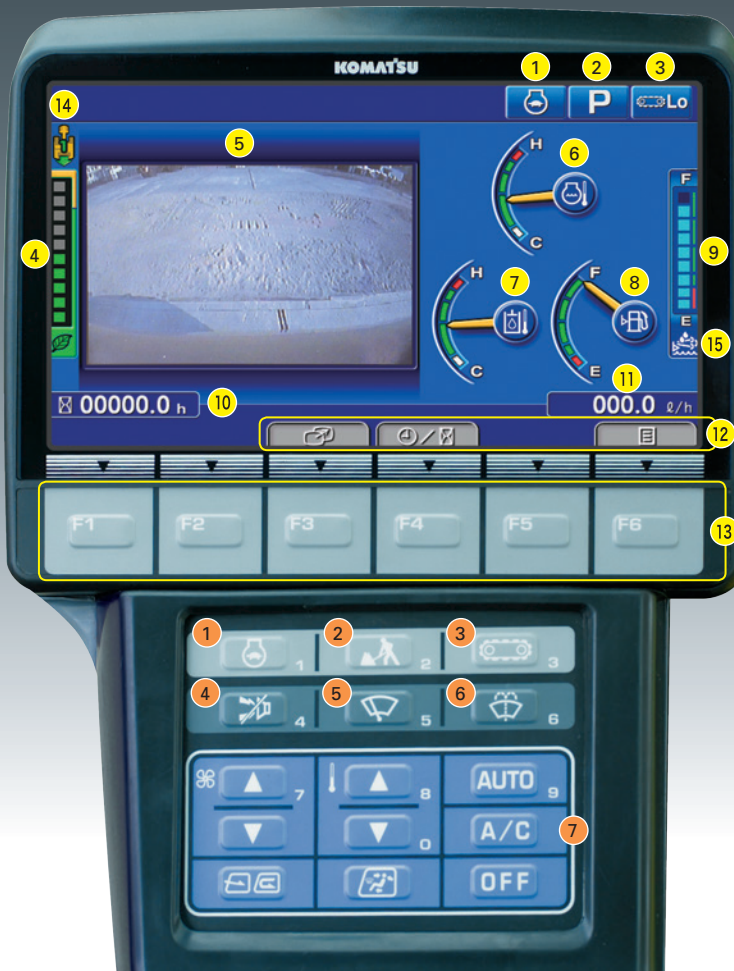 KOMATSU
1 2 3
P Lo
14
5
H
6
C
F
4
9
H
7
C
F
8
E
E
15
11
00000.0 h
10
000.0 ℓ/h
12
F1 F2 F3 F4 F5 F6
13
1 2 3
1 2 3
4 5 6
4 5 6
7 8 AUTO 9
0 A/C 7
OFF